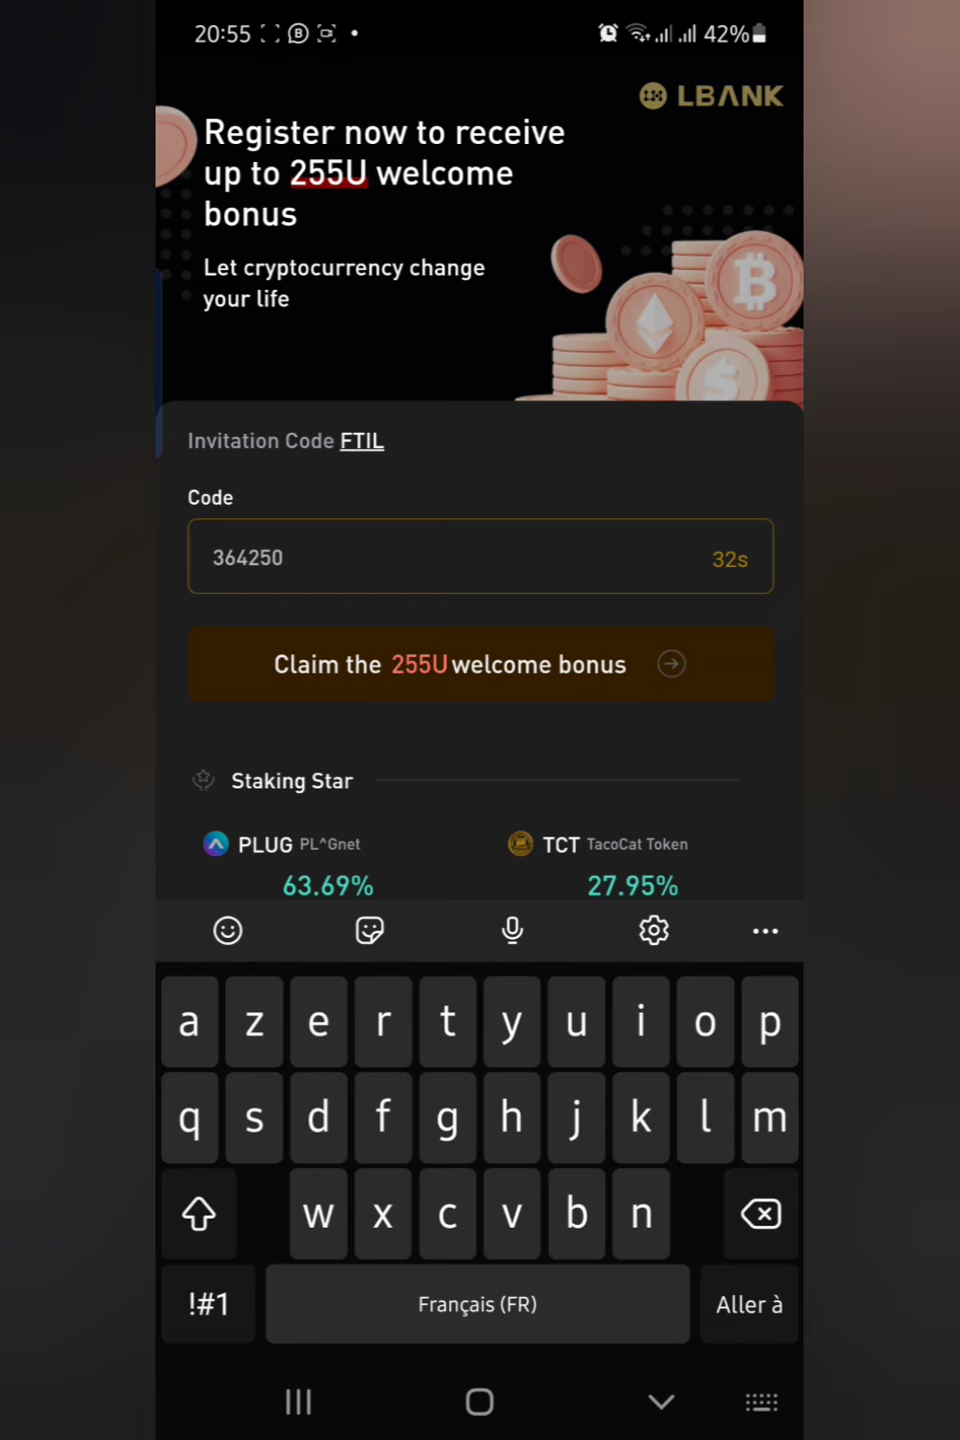 20:55
42%
LBANK
Register now to receive
up to 255U welcome
bonus
Let cryptocurrency change
your life
Invitation Code FTIL
Code
364250 32s
Claim the 255U welcome bonus
Staking Star
PLUG PL^Gnet TCT TacoCat Token
63.69% 27.95%
a z e r t y u i o p
q s d f g h j k l m
w x c v b n
!#1 Français (FR) Aller à